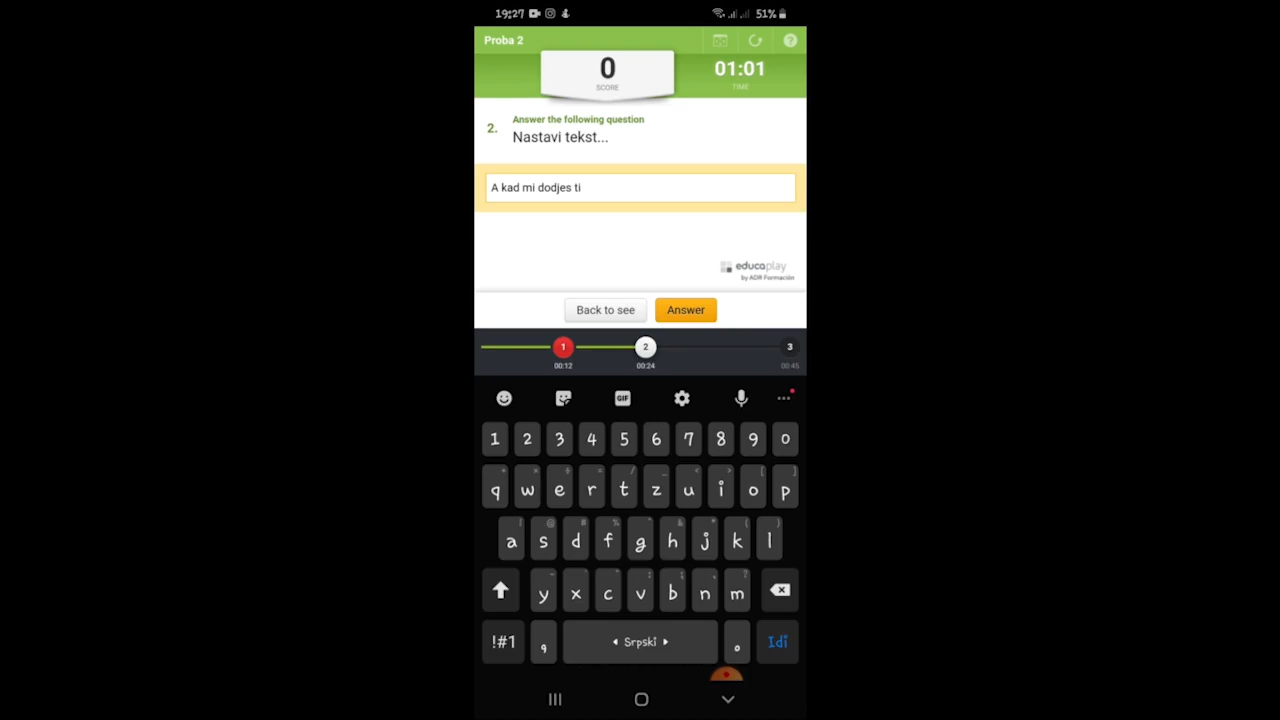 19:27 51%
Proba 2
0
SCORE
01:01
TIME
2.
Answer the following question
Nastavi tekst...
A kad mi dodjes ti
educaplay
by ADR Formación
Back to see Answer
1 2 3
00:12 00:24 00:45
GIF
1 2 3 4 5 6 7 8 9 0
q w e r t z u i o p
a s d f g h j k l
y x c v b n m
!#1 , Srpski . Idi